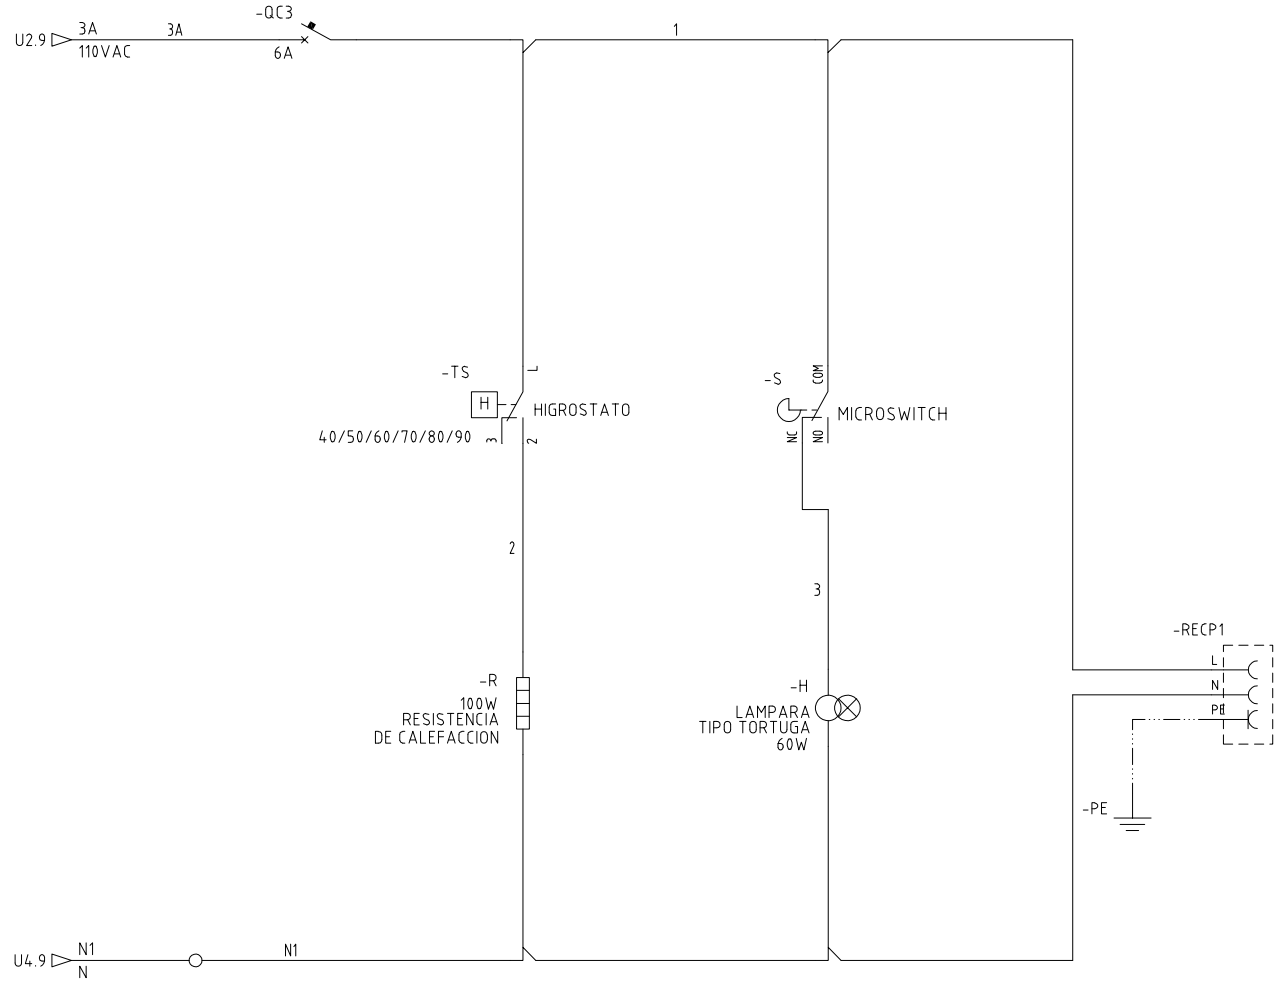 -QC3
U2.9
3A
3A
1
110VAC
6A
-TS
L
H
HIGROSTATO
40/50/60/70/80/90
3
2
-S
COM
MICROSWITCH
NC
NO
2
3
-RECP1
L
N
PE
-R
100W
RESISTENCIA
DE CALEFACCION
-H
LAMPARA
TIPO TORTUGA
60W
-PE
U4.9
N1
N1
N